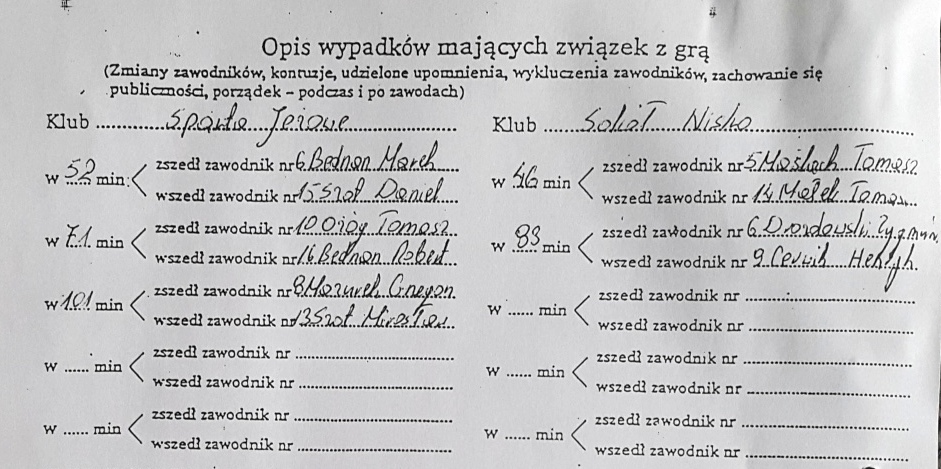 Opis wypadków mających związek z grą
(Zmiany zawodników, kontuzje, udzielone upomnienia, wykluczenia zawodników, zachowanie się
publiczności, porządek – podczas i po zawodach)
Klub Sparta Jeżowe
w 52 min: zszedł zawodnik nr 6 Bednarz Marek
wszedł zawodnik nr 15 Szot Daniel
w 71 min zszedł zawodnik nr 10 Ożóg Tomasz
wszedł zawodnik nr 16 Bednarz Robert
w 101 min zszedł zawodnik nr 8 Mazurek Grzegorz
wszedł zawodnik nr 13 Szot Mirosław
w ...... min zszedł zawodnik nr
wszedł zawodnik nr
w ...... min zszedł zawodnik nr
wszedł zawodnik nr
Klub Sokół Nisko
w 46 min zszedł zawodnik nr 5 Tomasz
wszedł zawodnik nr 14 Małek Tomasz
w 83 min zszedł zawodnik nr 6
wszedł zawodnik nr 9 Henryk
w ...... min zszedł zawodnik nr
wszedł zawodnik nr
w ...... min zszedł zawodnik nr
wszedł zawodnik nr
w ...... min zszedł zawodnik nr
wszedł zawodnik nr